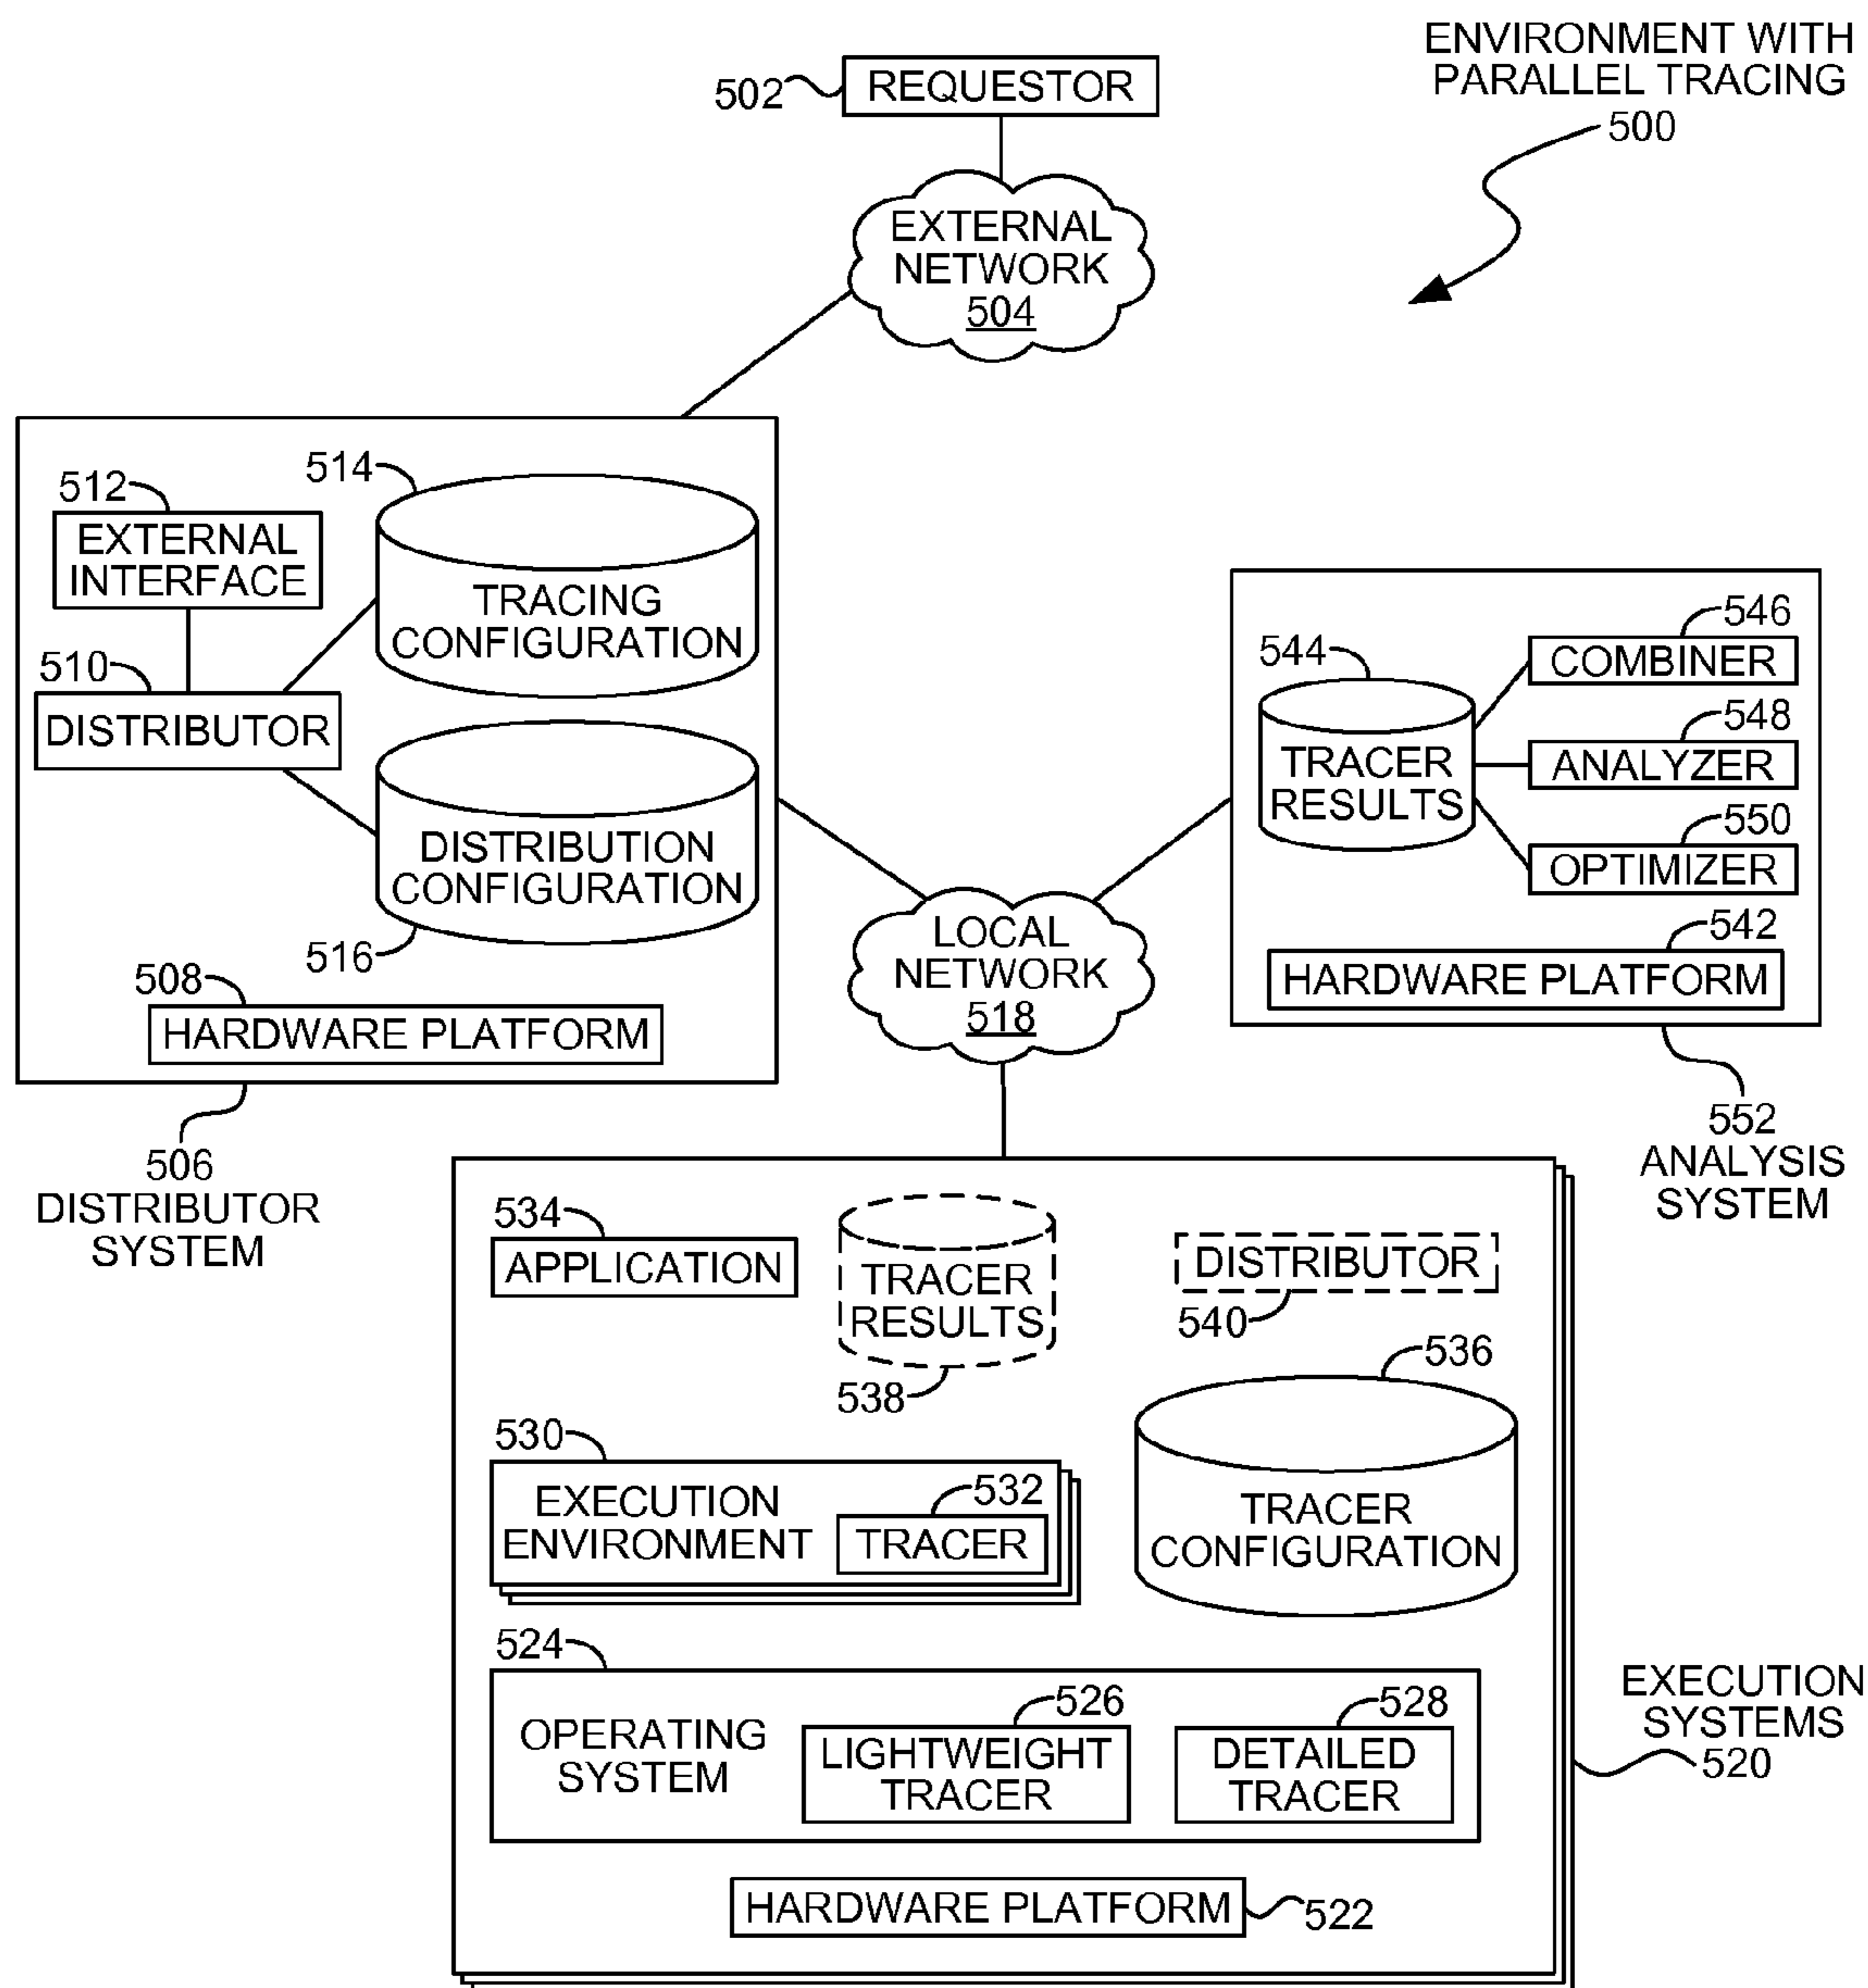 ENVIRONMENT WITH
PARALLEL TRACING
500
502
REQUESTOR
EXTERNAL
NETWORK
504
512
EXTERNAL
INTERFACE
514
TRACING
CONFIGURATION
510
DISTRIBUTOR
DISTRIBUTION
CONFIGURATION
516
508
HARDWARE PLATFORM
506
DISTRIBUTOR
SYSTEM
LOCAL
NETWORK
518
544
TRACER
RESULTS
546
COMBINER
548
ANALYZER
550
OPTIMIZER
542
HARDWARE PLATFORM
552
ANALYSIS
SYSTEM
534
APPLICATION
TRACER
RESULTS
538
DISTRIBUTOR
540
536
TRACER
CONFIGURATION
530
EXECUTION
ENVIRONMENT
532
TRACER
524
OPERATING
SYSTEM
526
LIGHTWEIGHT
TRACER
528
DETAILED
TRACER
HARDWARE PLATFORM
522
EXECUTION
SYSTEMS
520